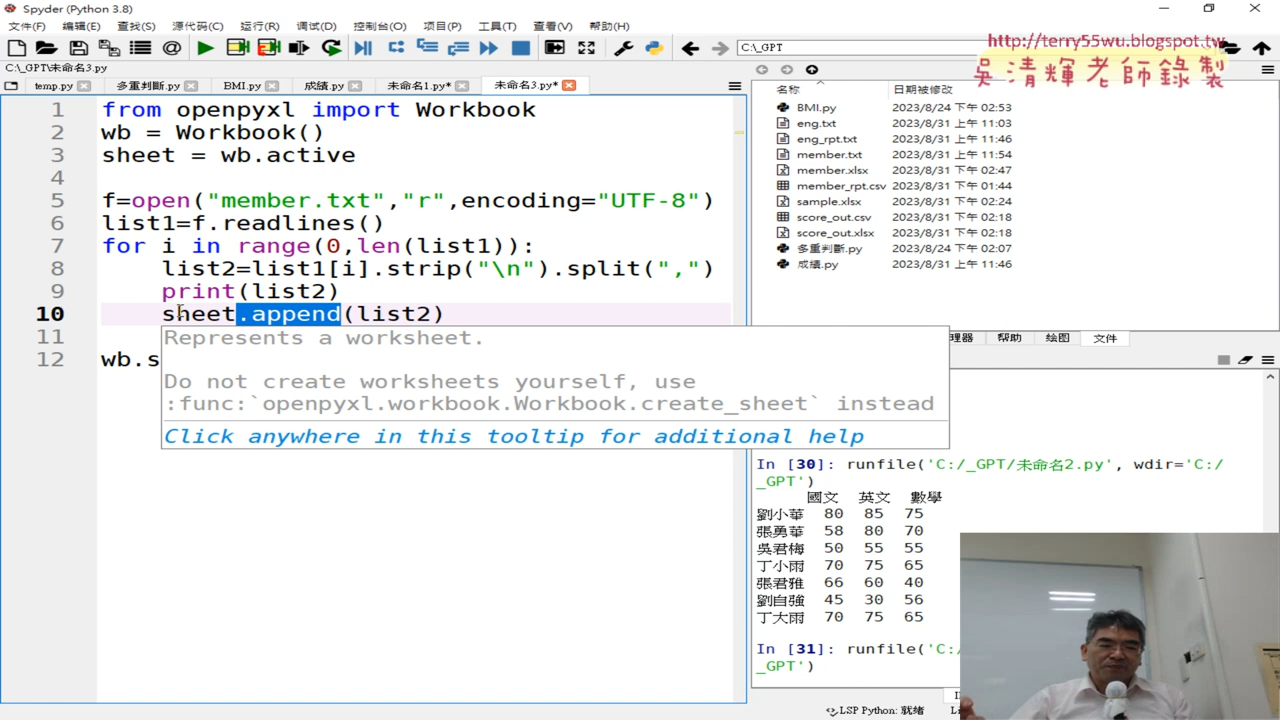 Spyder (Python 3.8)
文件(F) 编辑(E) 查找(S) 源代码(C) 运行(R) 调试(D) 控制台(O) 项目(P) 工具(T) 查看(V) 帮助(H)
C:\_GPT
http://terry55wu.blogspot.tw
吳清輝老師錄製
C:\_GPT\未命名3.py
temp.py 多重判斷.py BMI.py 成績.py 未命名1.py* 未命名3.py*
1 from openpyxl import Workbook
2 wb = Workbook()
3 sheet = wb.active
4
5 f=open("member.txt","r",encoding="UTF-8")
6 list1=f.readlines()
7 for i in range(0,len(list1)):
8 list2=list1[i].strip("\n").split(",")
9 print(list2)
10 sheet.append(list2)
11
12 wb.s
Represents a worksheet.
Do not create worksheets yourself, use
:func:`openpyxl.workbook.Workbook.create_sheet` instead
Click anywhere in this tooltip for additional help
名称 日期被修改
BMI.py 2023/8/24 下午 02:53
eng.txt 2023/8/31 上午 11:03
eng_rpt.txt 2023/8/31 上午 11:46
member.txt 2023/8/31 上午 11:54
member.xlsx 2023/8/31 下午 02:47
member_rpt.csv 2023/8/31 下午 01:44
sample.xlsx 2023/8/31 下午 02:24
score_out.csv 2023/8/31 下午 02:18
score_out.xlsx 2023/8/31 下午 02:18
多重判斷.py 2023/8/24 下午 02:07
成績.py 2023/8/31 上午 11:46
理器 帮助 绘图 文件
In [30]: runfile('C:/_GPT/未命名2.py', wdir='C:/
_GPT')
國文 英文 數學
劉小華 80 85 75
張勇華 58 80 70
吳君梅 50 55 55
丁小雨 70 75 65
張君雅 66 60 40
劉自強 45 30 56
丁大雨 70 75 65
In [31]: runfile('C:/
_GPT')
LSP Python: 就绪